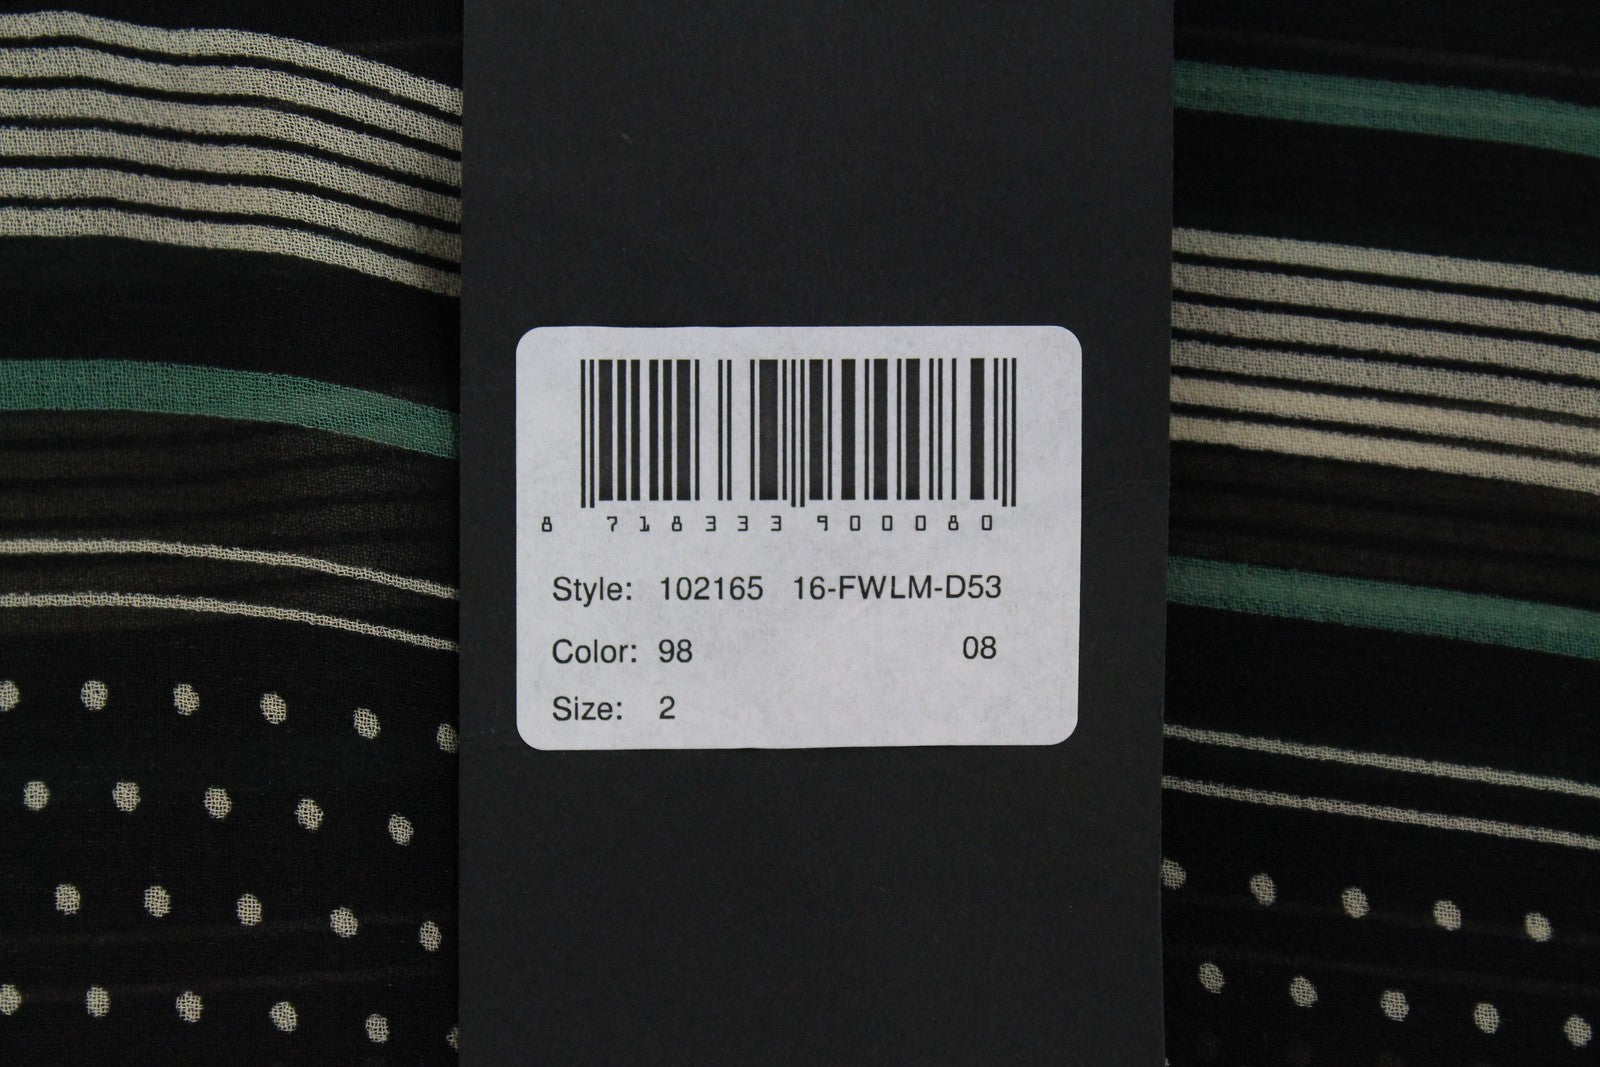 8 718333 900080
Style: 102165 16-FWLM-D53
Color: 98 08
Size: 2